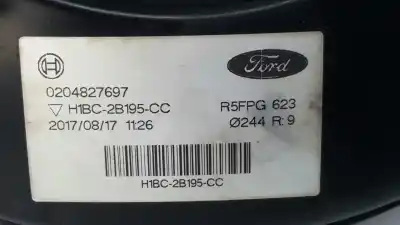 Ford
0204827697
▽ H1BC-2B195-CC R5FPG 623
2017/08/17 11:26 Ø244 R: 9
H1BC-2B195-CC